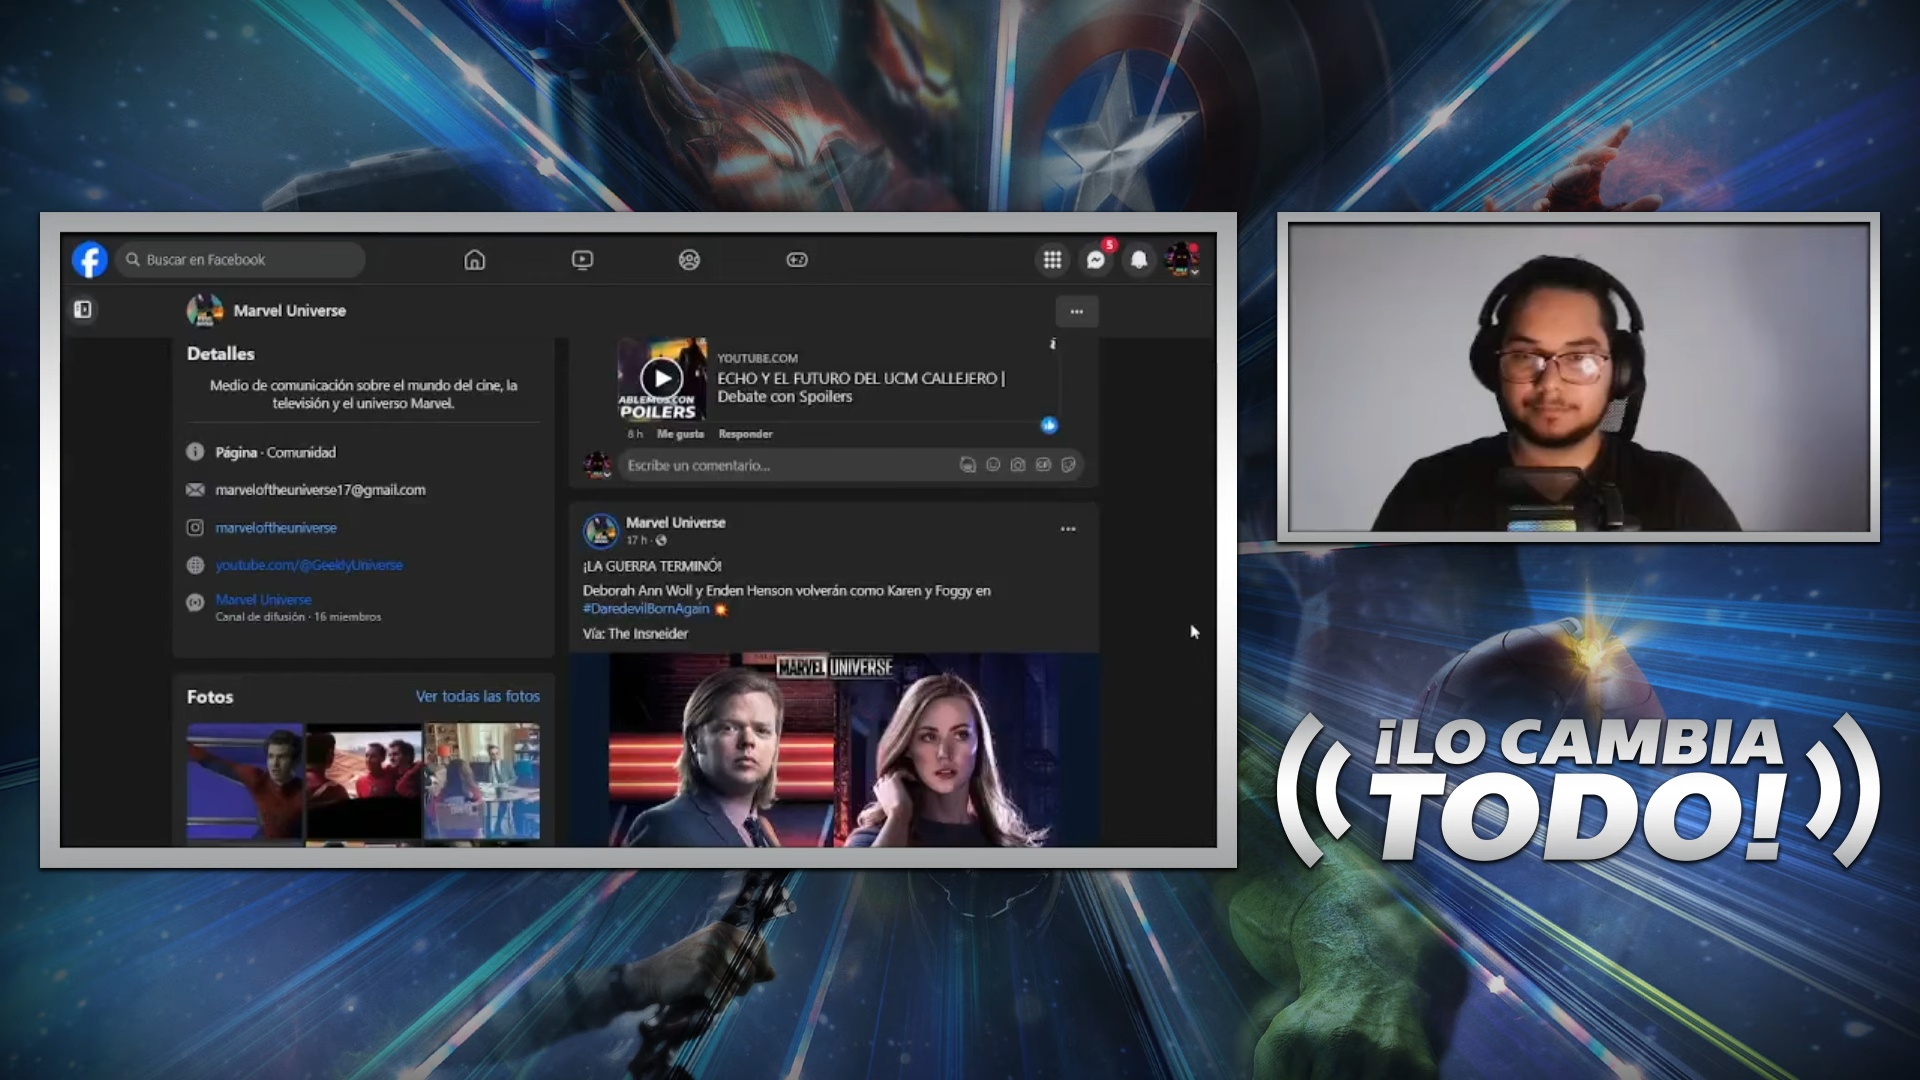 Buscar en Facebook
5
Marvel Universe
Detalles
Medio de comunicación sobre el mundo del cine, la
televisión y el universo Marvel.
Página · Comunidad
marveloftheuniverse17@gmail.com
marveloftheuniverse
youtube.com/@GeeklyUniverse
Marvel Universe
Canal de difusión · 16 miembros
Fotos
Ver todas las fotos
ABLEMOS CON
POILERS
YOUTUBE.COM
ECHO Y EL FUTURO DEL UCM CALLEJERO |
Debate con Spoilers
8 h Me gusta Responder
Escribe un comentario...
Marvel Universe
17 h ·
¡LA GUERRA TERMINÓ!
Deborah Ann Woll y Enden Henson volverán como Karen y Foggy en
#DaredevilBornAgain
Vía: The Insneider
MARVEL UNIVERSE
¡LO CAMBIA
TODO!